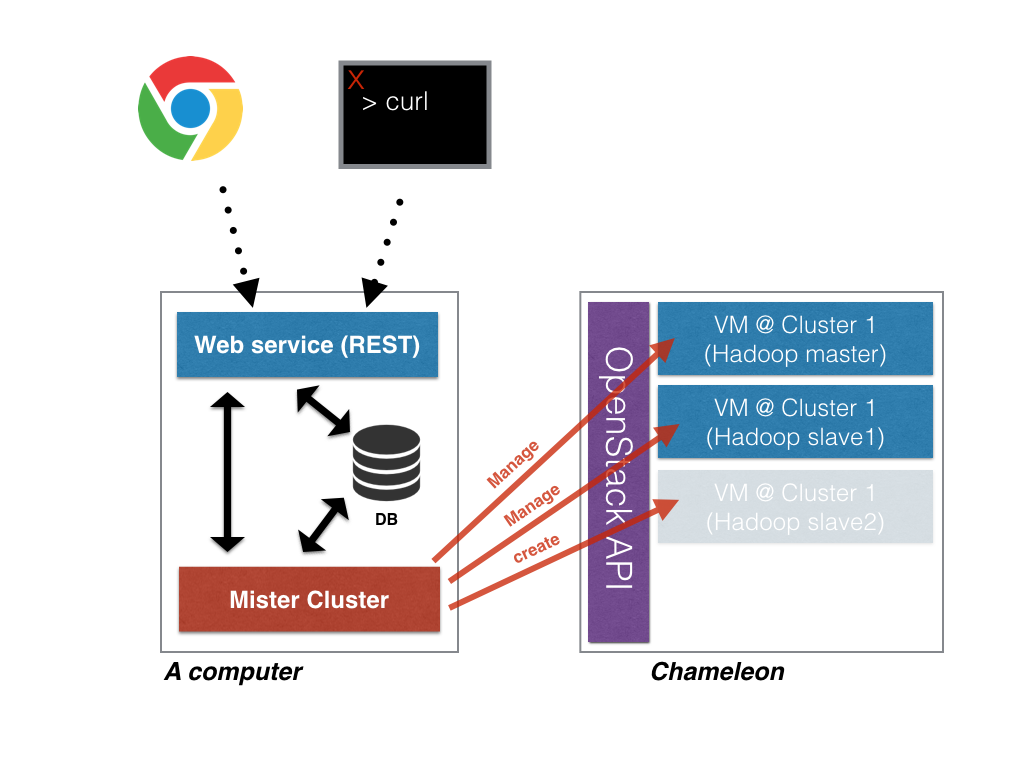 X
> curl
Web service (REST)
DB
Mister Cluster
A computer
Manage
Manage
create
OpenStack API
VM @ Cluster 1
(Hadoop master)
VM @ Cluster 1
(Hadoop slave1)
VM @ Cluster 1
(Hadoop slave2)
Chameleon